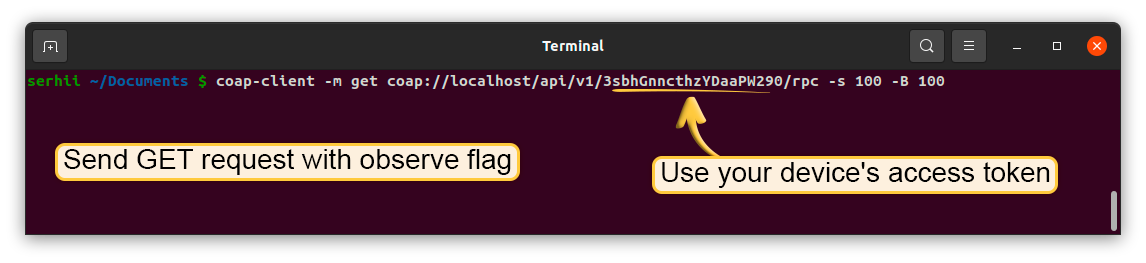 Terminal
serhii ~/Documents $ coap-client -m get coap://localhost/api/v1/3sbhGnncthzYDaaPW290/rpc -s 100 -B 100
Send GET request with observe flag
Use your device's access token